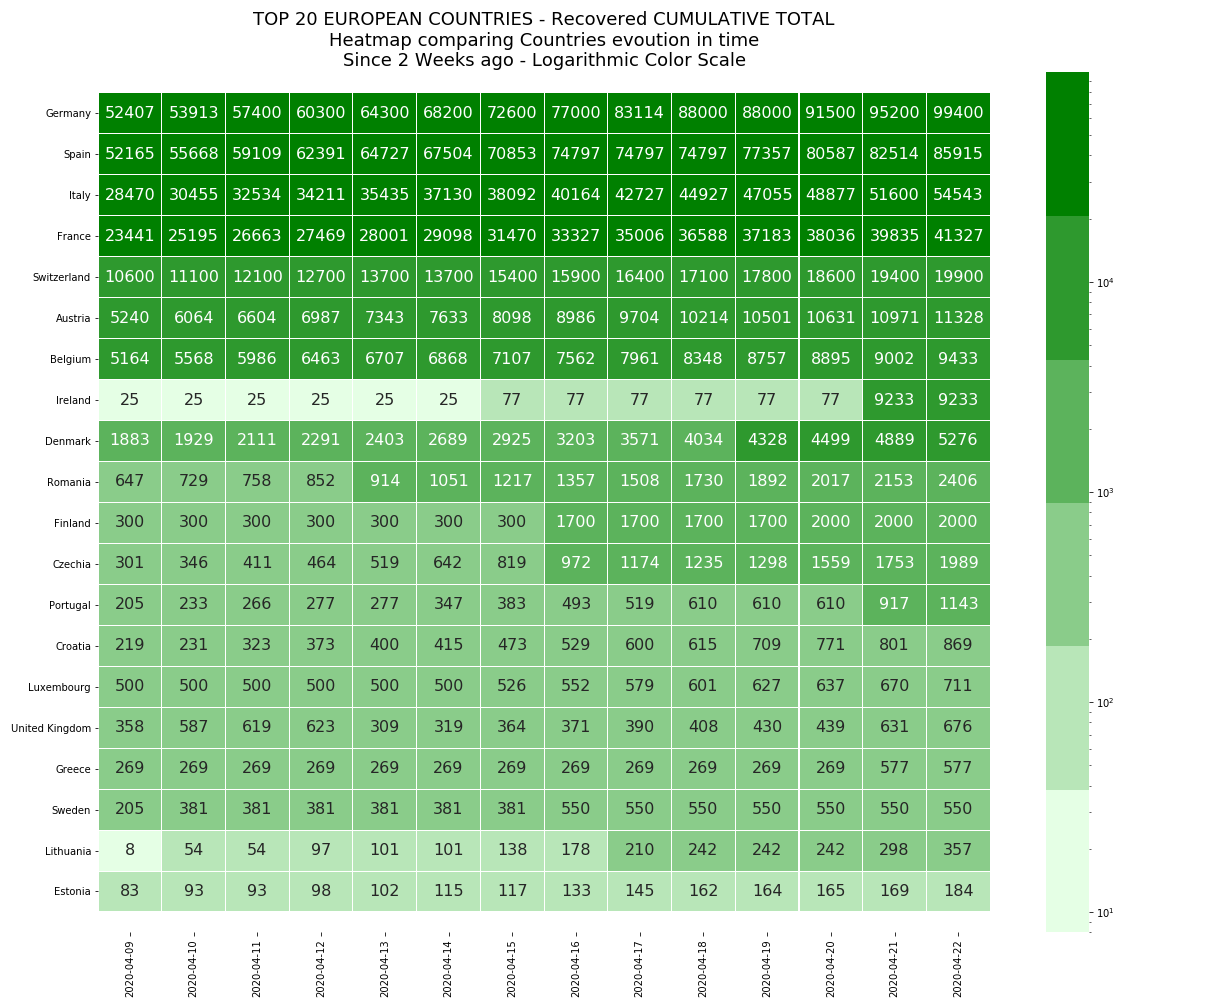 TOP 20 EUROPEAN COUNTRIES - Recovered CUMULATIVE TOTAL
Heatmap comparing Countries evoution in time
Since 2 Weeks ago - Logarithmic Color Scale
Germany 52407 53913 57400 60300 64300 68200 72600 77000 83114 88000 88000 91500 95200 99400
Spain 52165 55668 59109 62391 64727 67504 70853 74797 74797 74797 77357 80587 82514 85915
Italy 28470 30455 32534 34211 35435 37130 38092 40164 42727 44927 47055 48877 51600 54543
France 23441 25195 26663 27469 28001 29098 31470 33327 35006 36588 37183 38036 39835 41327
Switzerland 10600 11100 12100 12700 13700 13700 15400 15900 16400 17100 17800 18600 19400 19900
Austria 5240 6064 6604 6987 7343 7633 8098 8986 9704 10214 10501 10631 10971 11328
Belgium 5164 5568 5986 6463 6707 6868 7107 7562 7961 8348 8757 8895 9002 9433
Ireland 25 25 25 25 25 25 77 77 77 77 77 77 9233 9233
Denmark 1883 1929 2111 2291 2403 2689 2925 3203 3571 4034 4328 4499 4889 5276
Romania 647 729 758 852 914 1051 1217 1357 1508 1730 1892 2017 2153 2406
Finland 300 300 300 300 300 300 300 1700 1700 1700 1700 2000 2000 2000
Czechia 301 346 411 464 519 642 819 972 1174 1235 1298 1559 1753 1989
Portugal 205 233 266 277 277 347 383 493 519 610 610 610 917 1143
Croatia 219 231 323 373 400 415 473 529 600 615 709 771 801 869
Luxembourg 500 500 500 500 500 500 526 552 579 601 627 637 670 711
United Kingdom 358 587 619 623 309 319 364 371 390 408 430 439 631 676
Greece 269 269 269 269 269 269 269 269 269 269 269 269 577 577
Sweden 205 381 381 381 381 381 381 550 550 550 550 550 550 550
Lithuania 8 54 54 97 101 101 138 178 210 242 242 242 298 357
Estonia 83 93 93 98 102 115 117 133 145 162 164 165 169 184
2020-04-09 2020-04-10 2020-04-11 2020-04-12 2020-04-13 2020-04-14 2020-04-15 2020-04-16 2020-04-17 2020-04-18 2020-04-19 2020-04-20 2020-04-21 2020-04-22
10⁴
10³
10²
10¹